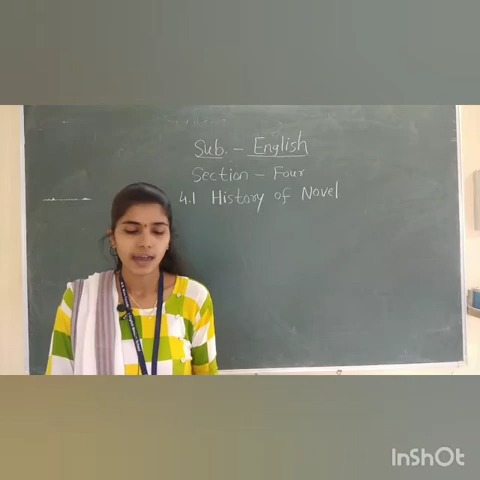 Sub. - English
Section - Four
4.1 History of Novel
InShOt